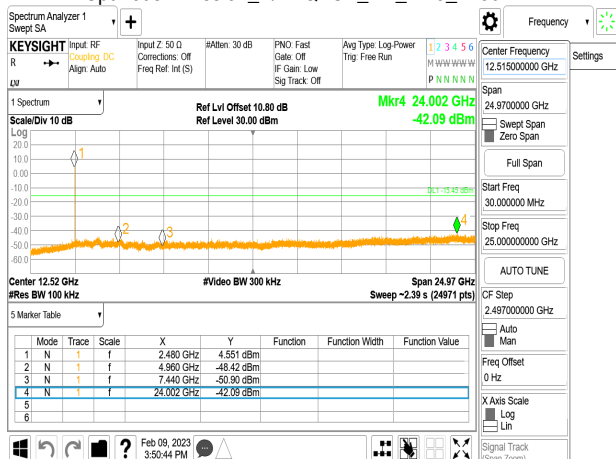 Spectrum Analyzer 1
Swept SA
+
Frequency
Settings
KEYSIGHT
R
LXI
Input: RF
Coupling: DC
Align: Auto
Input Z: 50 Ω
Corrections: Off
Freq Ref: Int (S)
#Atten: 30 dB
PNO: Fast
Gate: Off
IF Gain: Low
Sig Track: Off
Avg Type: Log-Power
Trig: Free Run
1 2 3 4 5 6
M W W W W W
P N N N N N
1 Spectrum
Scale/Div 10 dB
Ref Lvl Offset 10.80 dB
Ref Level 30.00 dBm
Mkr4 24.002 GHz
-42.09 dBm
Log
20.0
10.0
0.00
-10.0
-20.0
-30.0
-40.0
-50.0
-60.0
1
2
3
4
DL1 -15.45 dBm
Center 12.52 GHz
#Res BW 100 kHz
#Video BW 300 kHz
Span 24.97 GHz
Sweep ~2.39 s (24971 pts)
5 Marker Table
Mode Trace Scale X Y Function Function Width Function Value
1 N 1 f 2.480 GHz 4.551 dBm
2 N 1 f 4.960 GHz -48.42 dBm
3 N 1 f 7.440 GHz -50.90 dBm
4 N 1 f 24.002 GHz -42.09 dBm
5
6
?
Feb 09, 2023
3:50:44 PM
Center Frequency
12.515000000 GHz
Span
24.9700000 GHz
Swept Span
Zero Span
Full Span
Start Freq
30.000000 MHz
Stop Freq
25.000000000 GHz
AUTO TUNE
CF Step
2.497000000 GHz
Auto
Man
Freq Offset
0 Hz
X Axis Scale
Log
Lin
Signal Track
(Span Zoom)